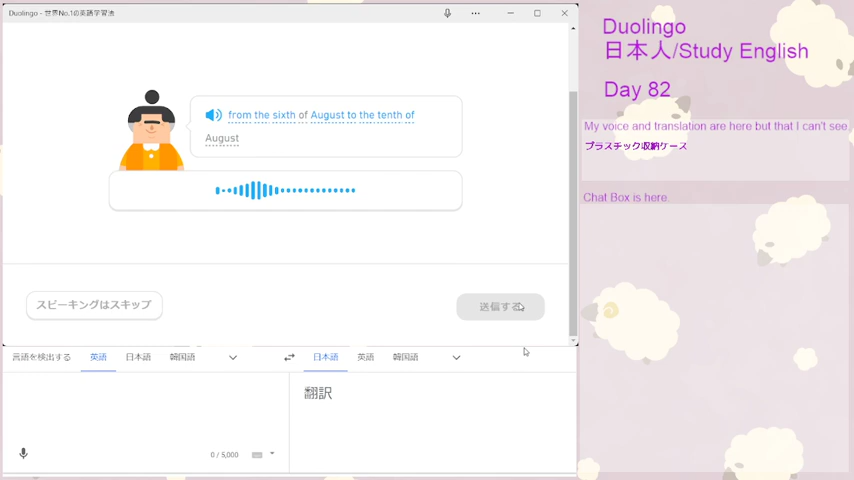 Duolingo - 世界No.1の英語学習法
from the sixth of August to the tenth of
August
スピーキングはスキップ
送信する
言語を検出する 英語 日本語 韓国語
日本語 英語 韓国語
翻訳
0 / 5,000
Duolingo
日本人/Study English
Day 82
My voice and translation are here but that I can't see.
プラスチック収納ケース
Chat Box is here.